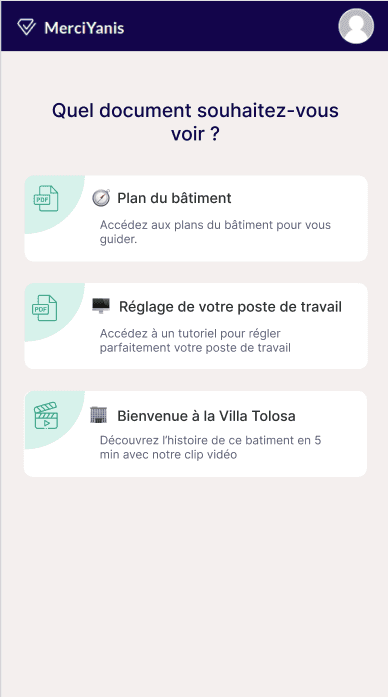 MerciYanis
Quel document souhaitez-vous
voir ?
PDF
🧭 Plan du bâtiment
Accédez aux plans du bâtiment pour vous
guider.
PDF
🖥️ Réglage de votre poste de travail
Accédez à un tutoriel pour régler
parfaitement votre poste de travail
🏢 Bienvenue à la Villa Tolosa
Découvrez l'histoire de ce batiment en 5
min avec notre clip vidéo